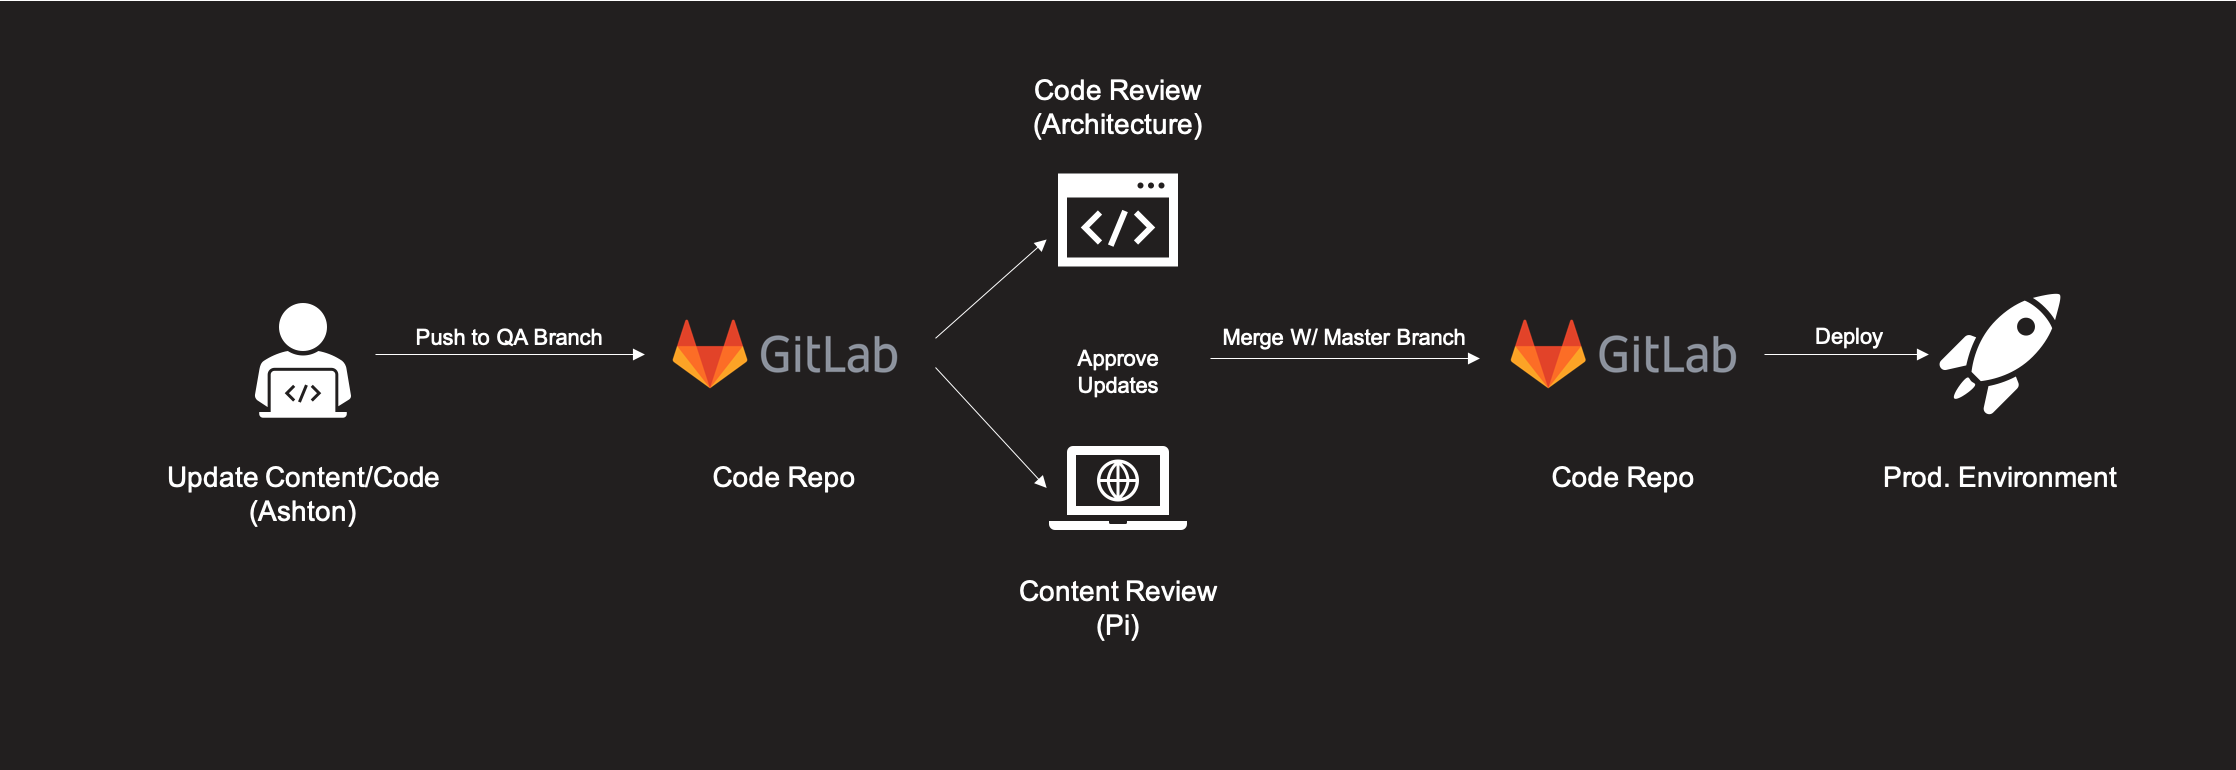 Code Review
(Architecture)
</>
Push to QA Branch
GitLab
Approve
Updates
Merge W/ Master Branch
GitLab
Deploy
</>
Update Content/Code
(Ashton)
Code Repo
Code Repo
Prod. Environment
Content Review
(Pi)